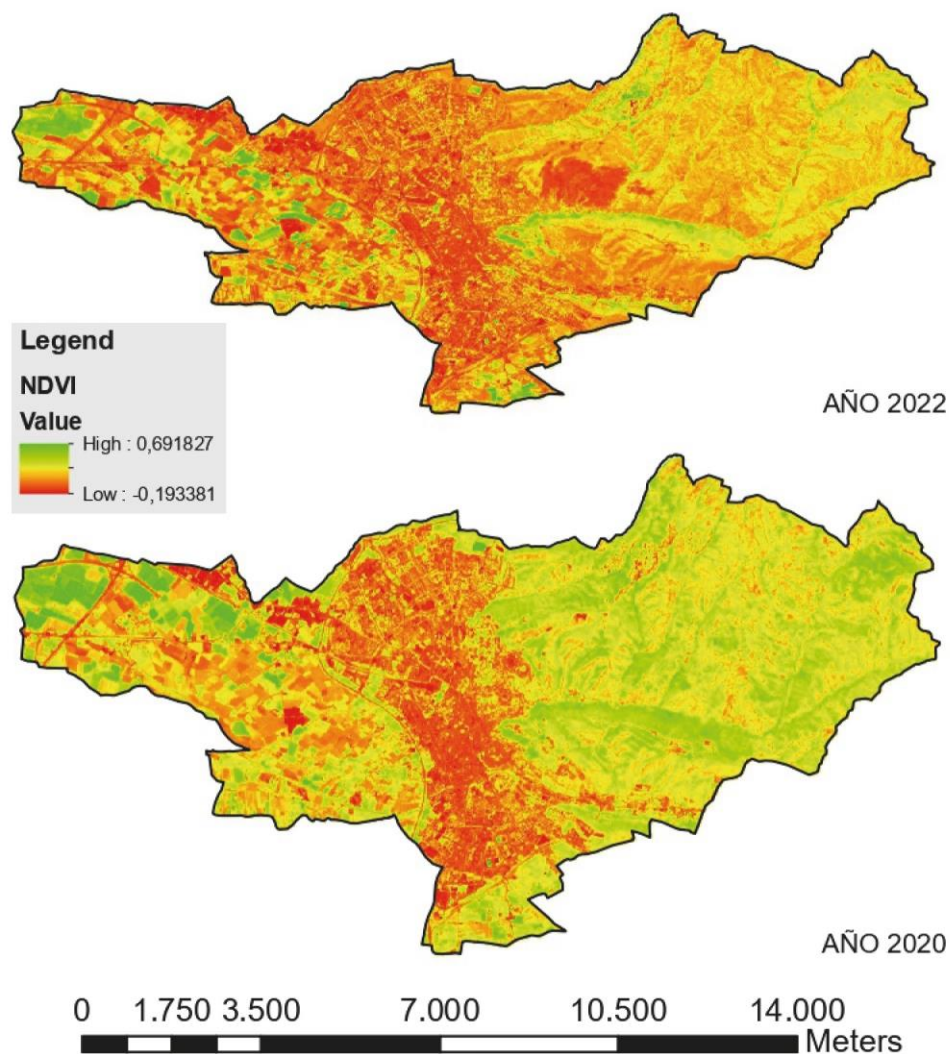 AÑO 2022
Legend
NDVI
Value
High : 0,691827
Low : -0,193381
AÑO 2020
0 1.750 3.500 7.000 10.500 14.000
Meters